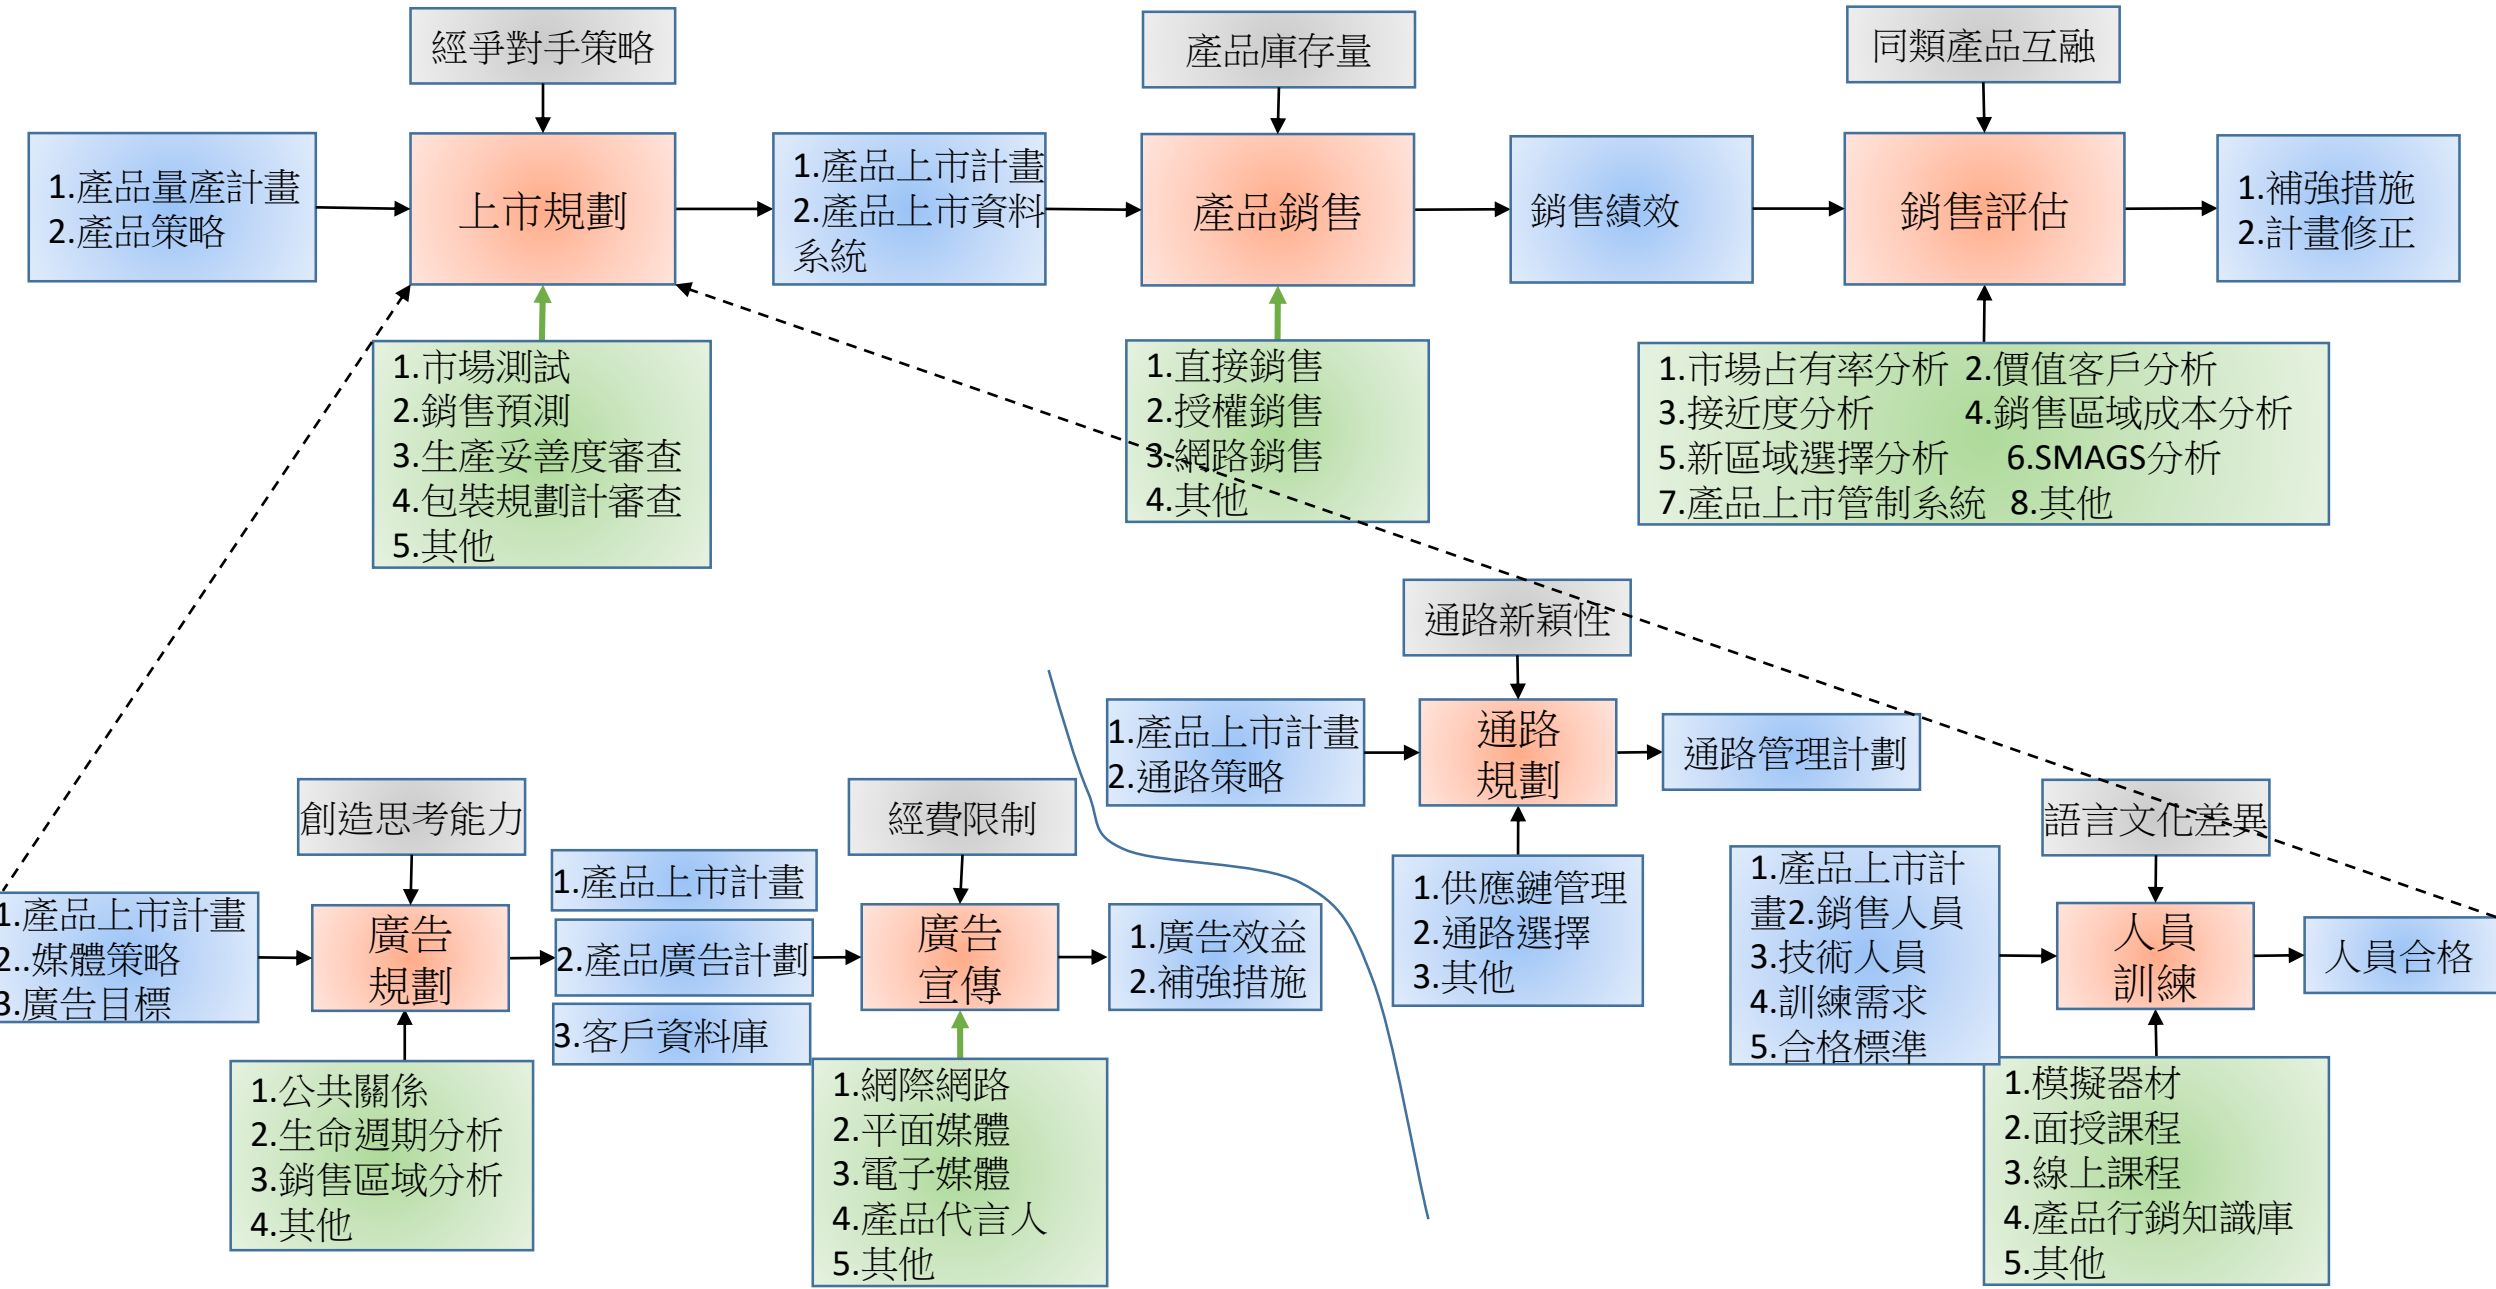 經爭對手策略
產品庫存量
同類產品互融
1.產品量產計畫
2.產品策略
上市規劃
1.產品上市計畫
2.產品上市資料
系統
產品銷售
銷售績效
銷售評估
1.補強措施
2.計畫修正
1.市場測試
2.銷售預測
3.生產妥善度審查
4.包裝規劃計審查
5.其他
1.直接銷售
2.授權銷售
3.網路銷售
4.其他
1.市場占有率分析 2.價值客戶分析
3.接近度分析 4.銷售區域成本分析
5.新區域選擇分析 6.SMAGS分析
7.產品上市管制系統 8.其他
通路新穎性
1.產品上市計畫
2.通路策略
通路
規劃
通路管理計劃
1.供應鏈管理
2.通路選擇
3.其他
創造思考能力
經費限制
1.產品上市計畫
2..媒體策略
3.廣告目標
廣告
規劃
1.產品上市計畫
2.產品廣告計劃
3.客戶資料庫
廣告
宣傳
1.廣告效益
2.補強措施
1.公共關係
2.生命週期分析
3.銷售區域分析
4.其他
1.網際網路
2.平面媒體
3.電子媒體
4.產品代言人
5.其他
語言文化差異
1.產品上市計
畫2.銷售人員
3.技術人員
4.訓練需求
5.合格標準
人員
訓練
人員合格
1.模擬器材
2.面授課程
3.線上課程
4.產品行銷知識庫
5.其他